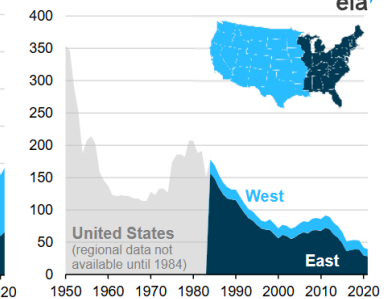 eia
400
350
300
250
200
150
100
50
0
West
United States
(regional data not
available until 1984)
East
20
1950 1960 1970 1980 1990 2000 2010 2020